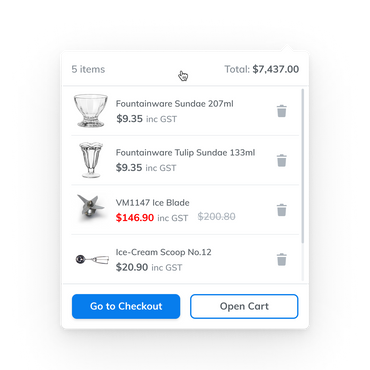 5 items Total: $7,437.00
Fountainware Sundae 207ml
$9.35 inc GST
Fountainware Tulip Sundae 133ml
$9.35 inc GST
VM1147 Ice Blade
$146.90 inc GST $200.80
Ice-Cream Scoop No.12
$20.90 inc GST
Go to Checkout Open Cart